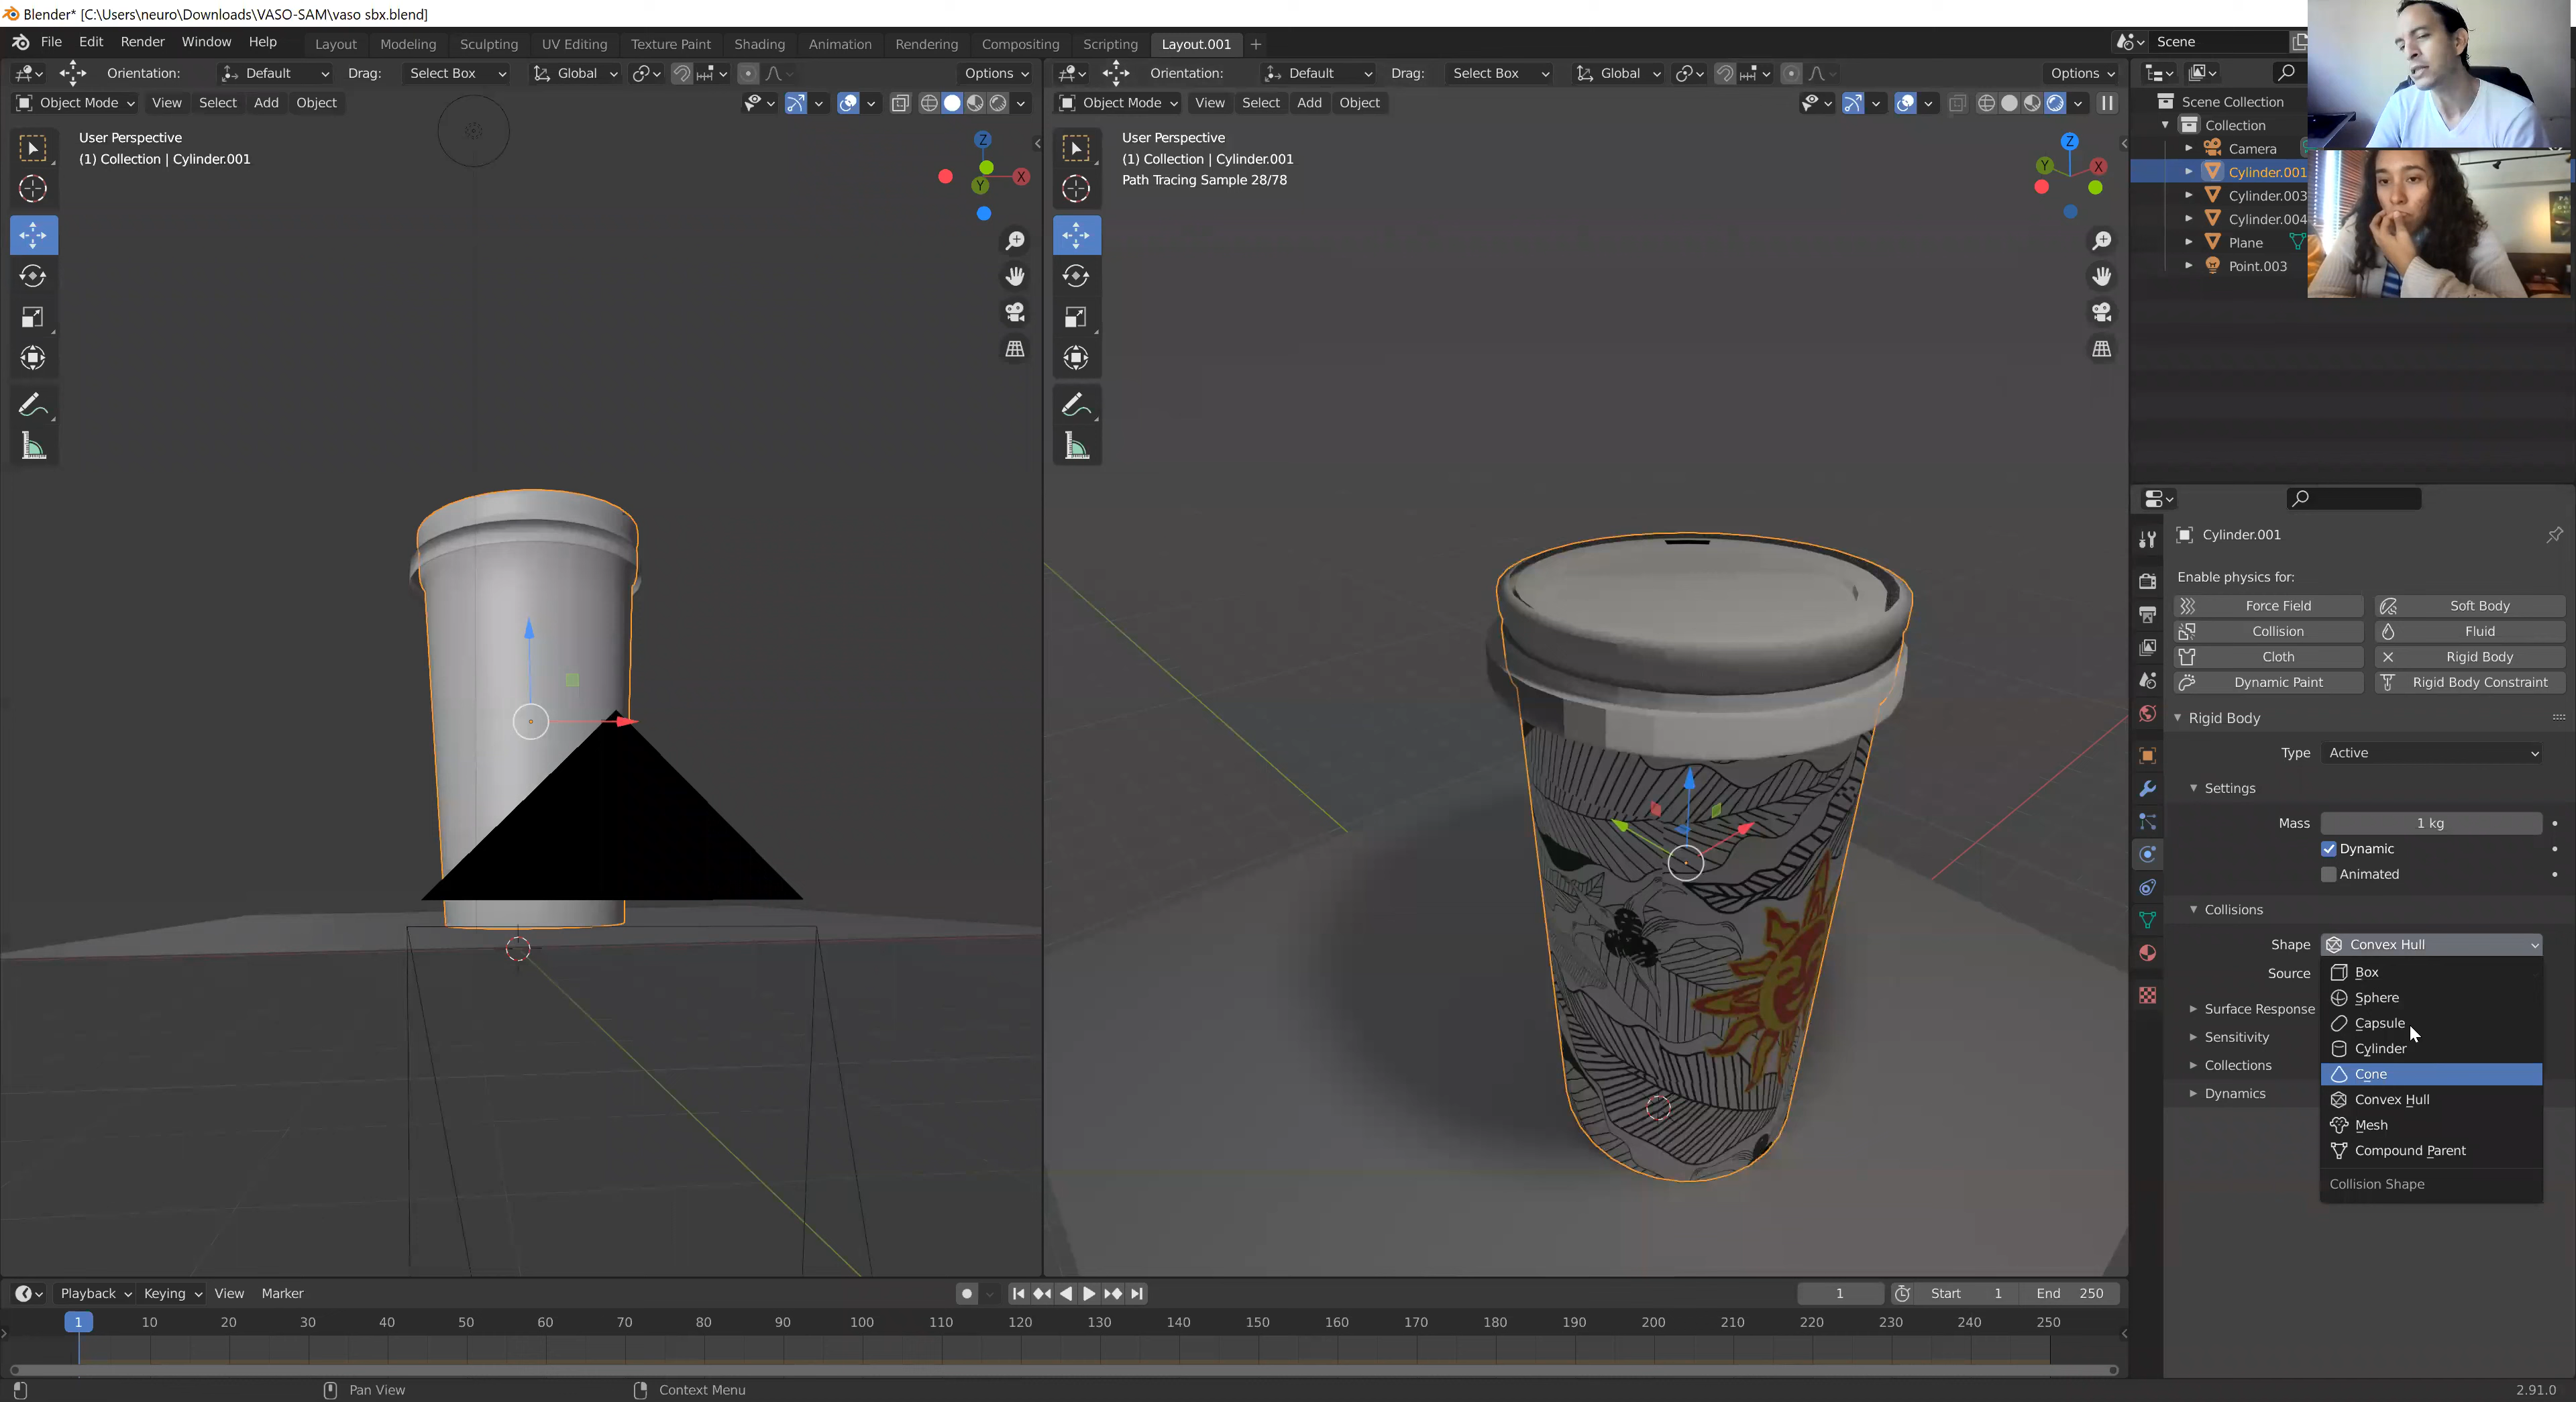 Blender* [C:\Users\neuro\Downloads\VASO-SAM\vaso sbx.blend]
File Edit Render Window Help Layout Modeling Sculpting UV Editing Texture Paint Shading Animation Rendering Compositing Scripting Layout.001 + Scene
Orientation: Default Drag: Select Box Global Options
Object Mode View Select Add Object
User Perspective
(1) Collection | Cylinder.001
Z
X
Y
Orientation: Default Drag: Select Box Global Options
Object Mode View Select Add Object
User Perspective
(1) Collection | Cylinder.001
Path Tracing Sample 28/78
Z
Y
X
Scene Collection
Collection
Camera
Cylinder.001
Cylinder.003
Cylinder.004
Plane
Point.003
Cylinder.001
Enable physics for:
Force Field Soft Body
Collision Fluid
Cloth Rigid Body
Dynamic Paint Rigid Body Constraint
Rigid Body
Type Active
Settings
Mass 1 kg
Dynamic
Animated
Collisions
Shape Convex Hull
Source
Surface Response
Sensitivity
Collections
Dynamics
Box
Sphere
Capsule
Cylinder
Cone
Convex Hull
Mesh
Compound Parent
Collision Shape
Playback Keying View Marker 1 Start 1 End 250
1 10 20 30 40 50 60 70 80 90 100 110 120 130 140 150 160 170 180 190 200 210 220 230 240 250
Pan View Context Menu 2.91.0